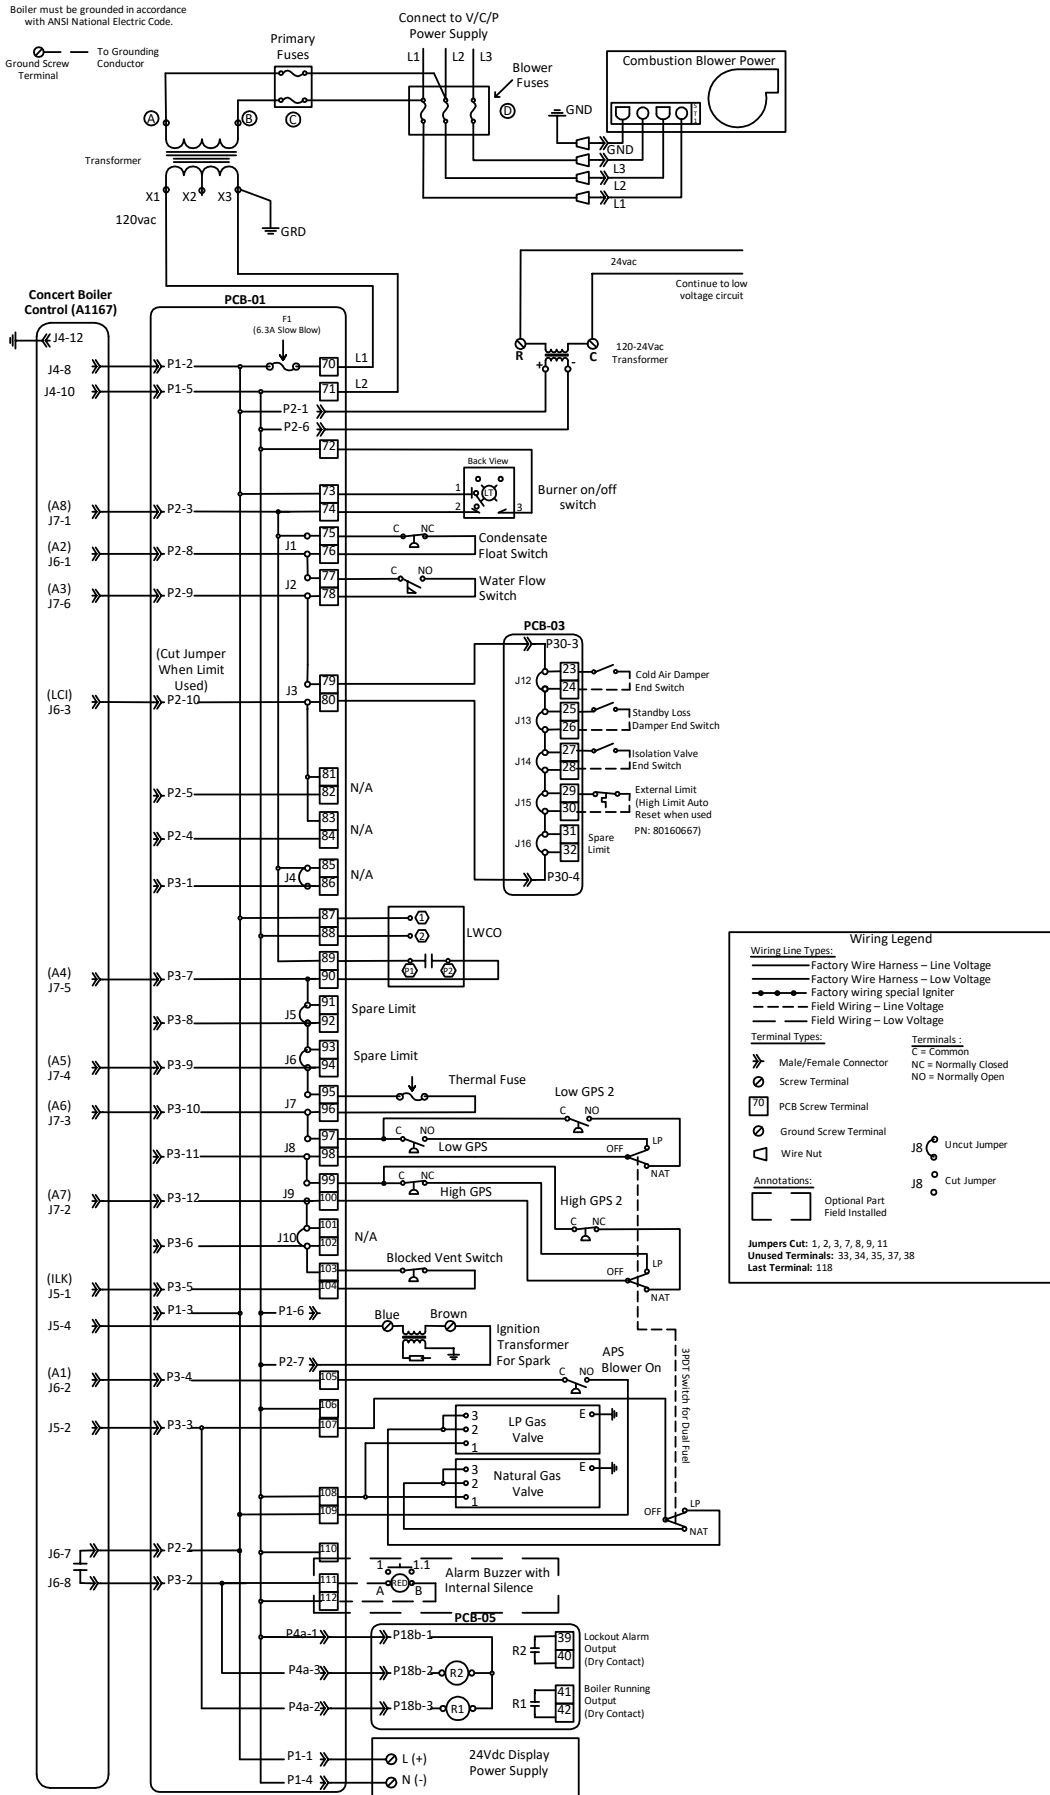 Boiler must be grounded in accordance
with ANSI National Electric Code.
Ground Screw
Terminal
To Grounding
Conductor
Primary
Fuses
Connect to V/C/P
Power Supply
L1
L2
L3
Blower
Fuses
Combustion Blower Power
ST1
GND
GND
L3
L2
L1
A
B
C
D
Transformer
X1
X2
X3
120vac
GRD
24vac
Continue to low
voltage circuit
R
C
+
-
120-24Vac
Transformer
Concert Boiler
Control (A1167)
PCB-01
F1
(6.3A Slow Blow)
J4-12
J4-8
P1-2
70
L1
J4-10
P1-5
71
L2
P2-1
P2-6
72
Back View
LT
1
2
3
Burner on/off
switch
73
(A8)
J7-1
P2-3
74
75
C
NC
Condensate
Float Switch
(A2)
J6-1
P2-8
J1
76
77
C
NO
Water Flow
Switch
(A3)
J7-6
P2-9
J2
78
(Cut Jumper
When Limit
Used)
79
(LCI)
J6-3
P2-10
J3
80
PCB-03
P30-3
J12
23
24
Cold Air Damper
End Switch
J13
25
26
Standby Loss
Damper End Switch
J14
27
28
Isolation Valve
End Switch
J15
29
30
External Limit
(High Limit Auto
Reset when used
PN: 80160667)
J16
31
32
Spare
Limit
P30-4
81
P2-5
82
N/A
83
P2-4
84
N/A
85
P3-1
J4
86
N/A
87
1
88
2
LWCO
89
P1
P2
(A4)
J7-5
P3-7
90
91
P3-8
J5
92
Spare Limit
93
(A5)
J7-4
P3-9
J6
94
Spare Limit
95
Thermal Fuse
(A6)
J7-3
P3-10
J7
96
Low GPS 2
C
NO
97
C
NO
Low GPS
P3-11
J8
98
OFF
LP
NAT
99
C
NC
High GPS
(A7)
J7-2
P3-12
J9
100
High GPS 2
C
NC
101
P3-6
J10
102
N/A
OFF
LP
NAT
103
Blocked Vent Switch
(ILK)
J5-1
P3-5
104
P1-3
P1-6
J5-4
Blue
Brown
Ignition
Transformer
For Spark
P2-7
APS
Blower On
C
NO
(A1)
J6-2
P3-4
105
3PDT Switch for Dual Fuel
106
J5-2
P3-3
107
3
2
1
LP Gas
Valve
E
3
2
1
Natural Gas
Valve
E
108
109
OFF
LP
NAT
J6-7
P2-2
110
J6-8
P3-2
111
112
1
1.1
A
RED
B
Alarm Buzzer with
Internal Silence
PCB-05
P4a-1
P18b-1
P4a-3
P18b-2
R2
P4a-2
P18b-3
R1
R2
39
40
Lockout Alarm
Output
(Dry Contact)
R1
41
42
Boiler Running
Output
(Dry Contact)
P1-1
L (+)
P1-4
N (-)
24Vdc Display
Power Supply
Wiring Legend
Wiring Line Types:
Factory Wire Harness – Line Voltage
Factory Wire Harness – Low Voltage
Factory wiring special Igniter
Field Wiring – Line Voltage
Field Wiring – Low Voltage
Terminal Types:
Male/Female Connector
Screw Terminal
70
PCB Screw Terminal
Ground Screw Terminal
Wire Nut
Terminals :
C = Common
NC = Normally Closed
NO = Normally Open
J8
Uncut Jumper
J8
Cut Jumper
Annotations:
Optional Part
Field Installed
Jumpers Cut: 1, 2, 3, 7, 8, 9, 11
Unused Terminals: 33, 34, 35, 37, 38
Last Terminal: 118